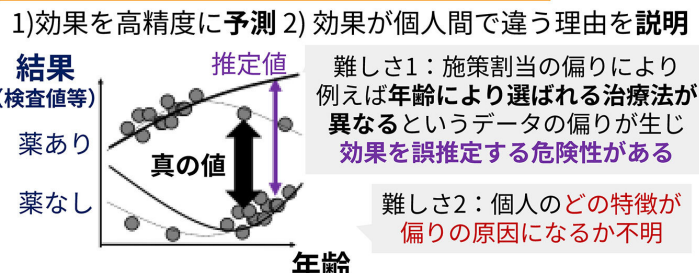 1)効果を高精度に予測 2) 効果が個人間で違う理由を説明
結果
(検査値等)
薬あり
薬なし
推定値
真の値
年齢
難しさ1：施策割当の偏りにより
例えば年齢により選ばれる治療法が
異なるというデータの偏りが生じ
効果を誤推定する危険性がある
難しさ2：個人のどの特徴が
偏りの原因になるか不明